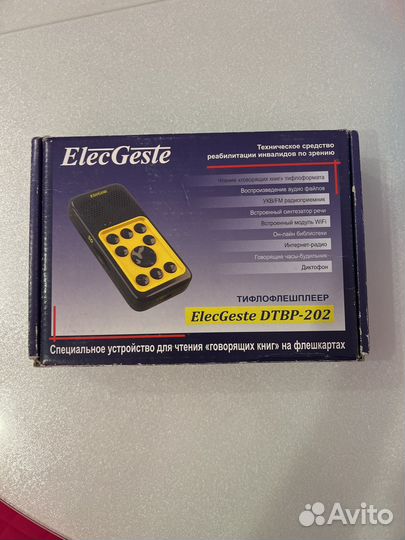 ElecGeste
Техническое средство
реабилитации инвалидов по зрению
Чтение «говорящих книг» тифлоформата
Воспроизведение аудио файлов
УКВ/FM радиоприемник
Встроенный синтезатор речи
Встроенный модуль WiFi
Он-лайн библиотеки
Интернет-радио
Говорящие часы-будильник
Диктофон
ТИФЛОФЛЕШПЛЕЕР
ElecGeste DTBP-202
Специальное устройство для чтения «говорящих книг» на флешкартах
Avito